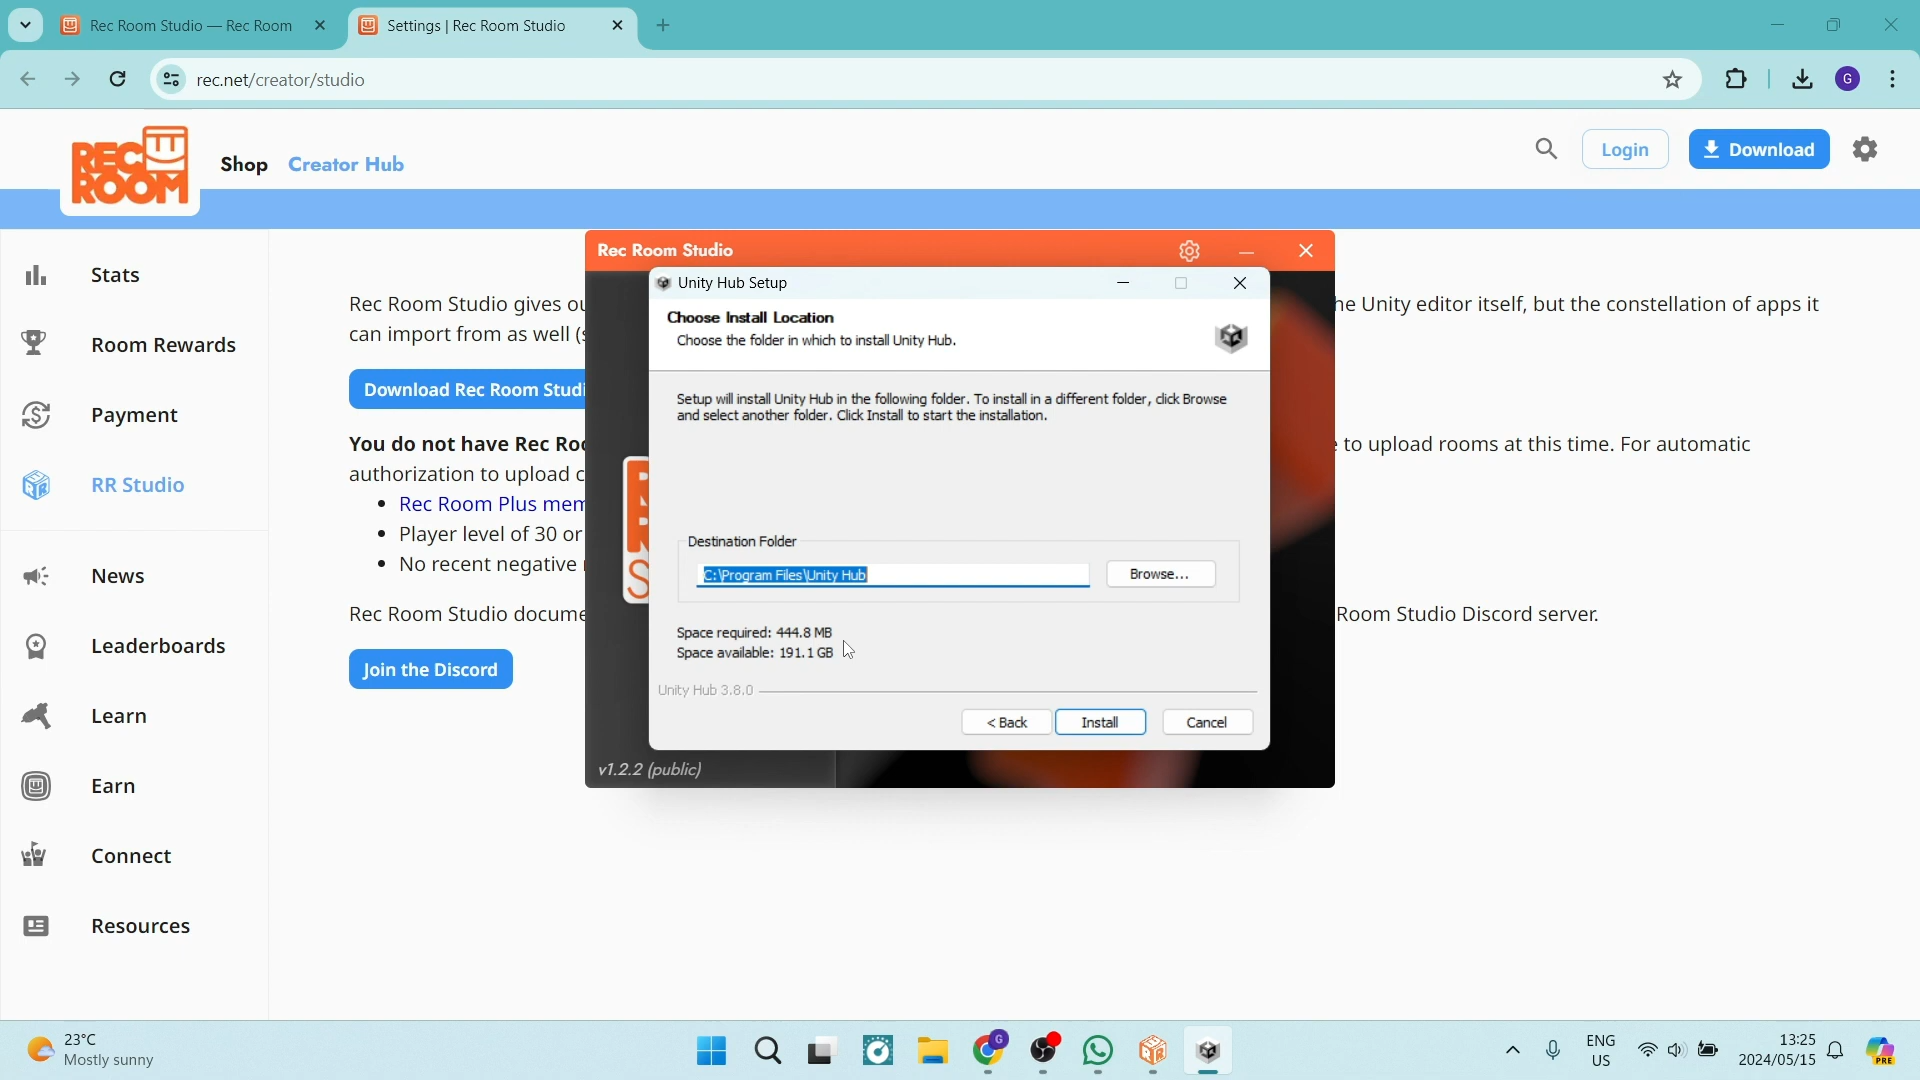 Rec Room Studio — Rec Room
Settings | Rec Room Studio
rec.net/creator/studio
G
REC ROOM
Shop
Creator Hub
Login
Download
Stats
Room Rewards
Payment
RR Studio
News
Leaderboards
Learn
Earn
Connect
Resources
Rec Room Studio gives
he Unity editor itself, but the constellation of apps it
can import from as well
Download Rec Room Studi
You do not have Rec
to upload rooms at this time. For automatic
authorization to upload
Rec Room Plus mem
Player level of 30 or
No recent negative
Rec Room Studio docume
Room Studio Discord server.
Join the Discord
Rec Room Studio
Unity Hub Setup
Choose Install Location
Choose the folder in which to install Unity Hub.
Setup will install Unity Hub in the following folder. To install in a different folder, click Browse
and select another folder. Click Install to start the installation.
Destination Folder
C:\Program Files\Unity Hub
Browse...
Space required: 444.8 MB
Space available: 191.1 GB
Unity Hub 3.8.0
< Back
Install
Cancel
v1.2.2 (public)
23°C
Mostly sunny
G
ENG
US
13:25
2024/05/15
PRE